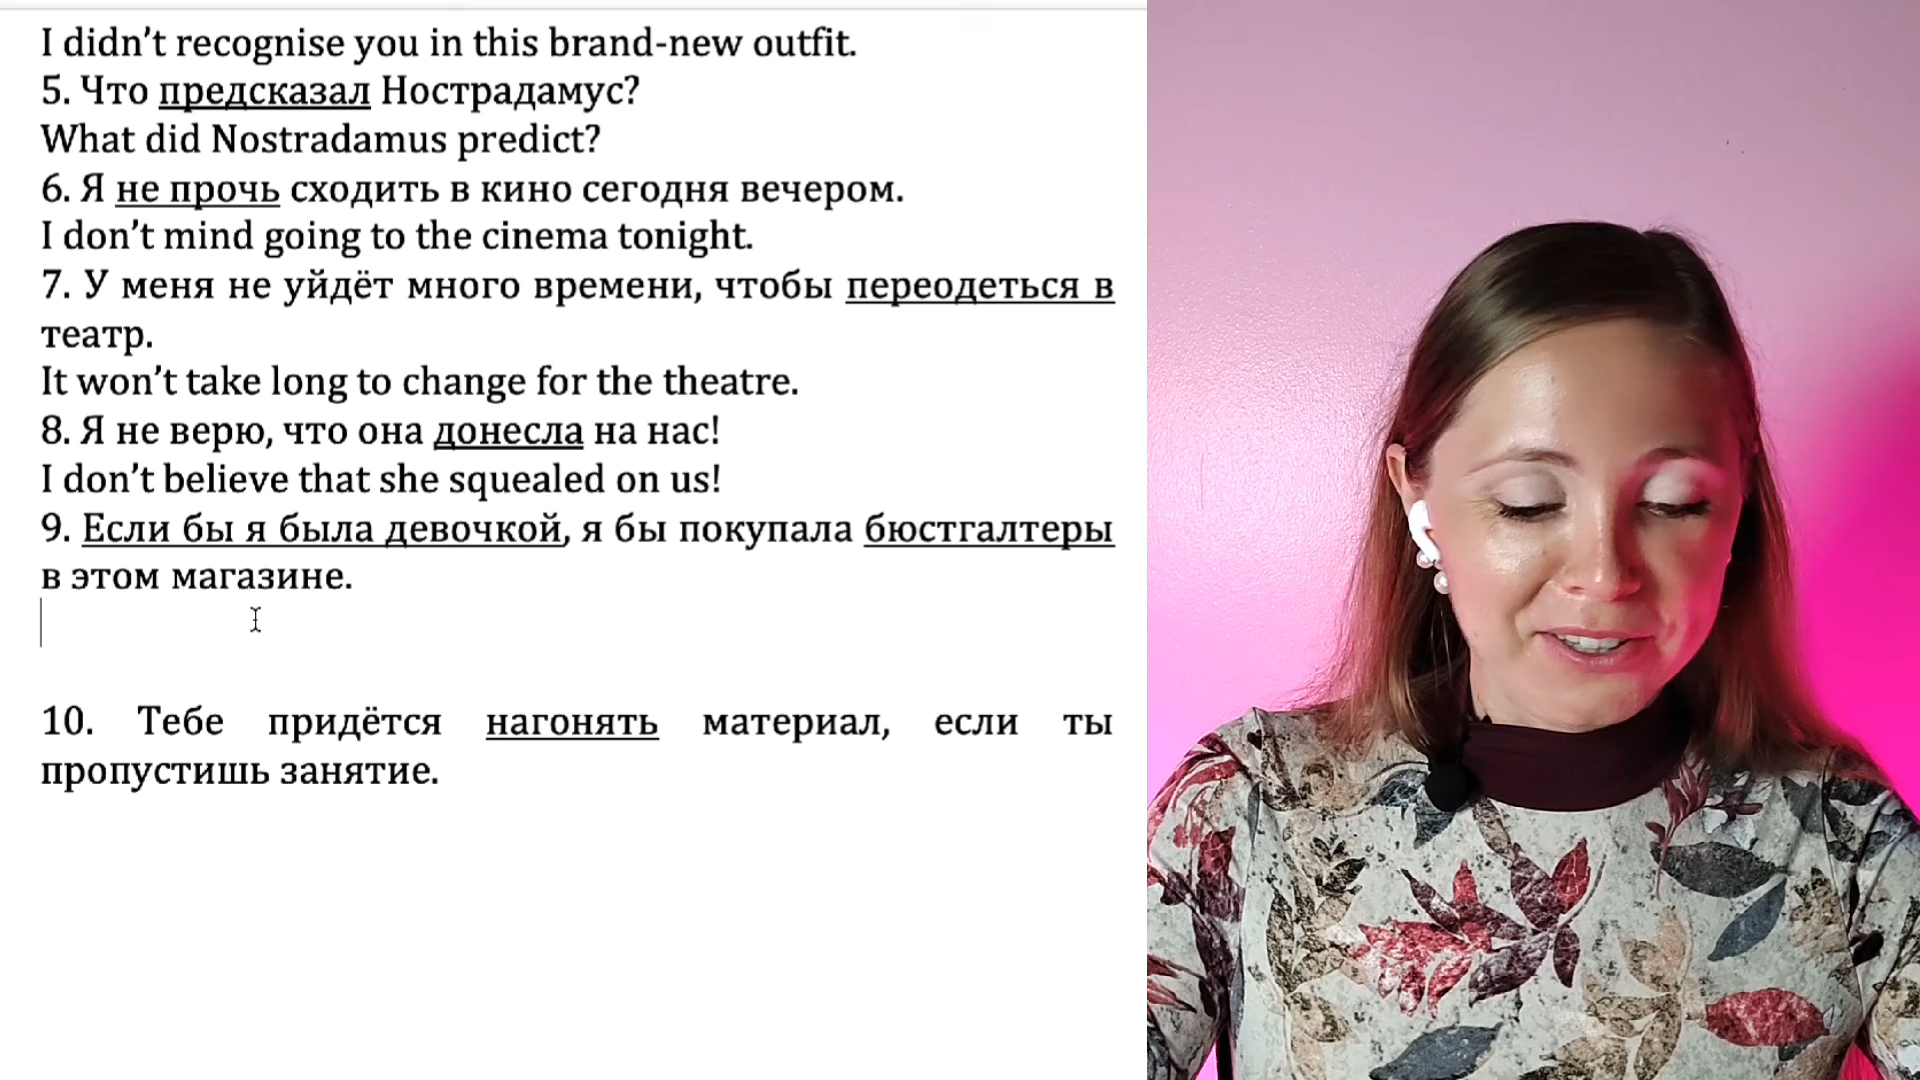 I didn’t recognise you in this brand-new outfit.
5. Что предсказал Нострадамус?
What did Nostradamus predict?
6. Я не прочь сходить в кино сегодня вечером.
I don’t mind going to the cinema tonight.
7. У меня не уйдёт много времени, чтобы переодеться в
театр.
It won’t take long to change for the theatre.
8. Я не верю, что она донесла на нас!
I don’t believe that she squealed on us!
9. Если бы я была девочкой, я бы покупала бюстгалтеры
в этом магазине.
10. Тебе придётся нагонять материал, если ты
пропустишь занятие.